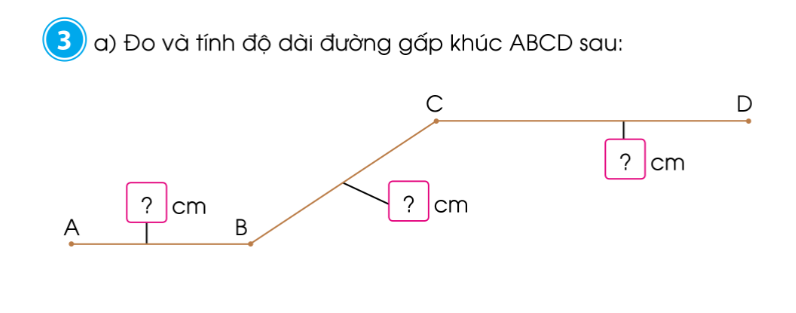 3 a) Đo và tính độ dài đường gấp khúc ABCD sau:
C
D
? cm
? cm
? cm
A
B